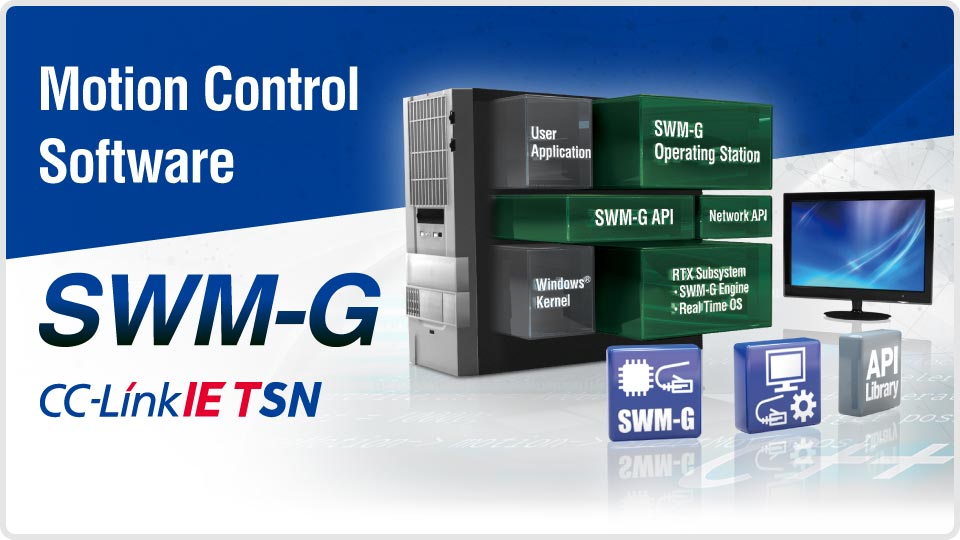 Motion Control
Software
SWM-G
CC-Link IE TSN
User
Application
SWM-G
Operating Station
SWM-G API
Network API
Windows®
Kernel
RTX Subsystem
• SWM-G Engine
• Real Time OS
SWM-G
API
Library
C++